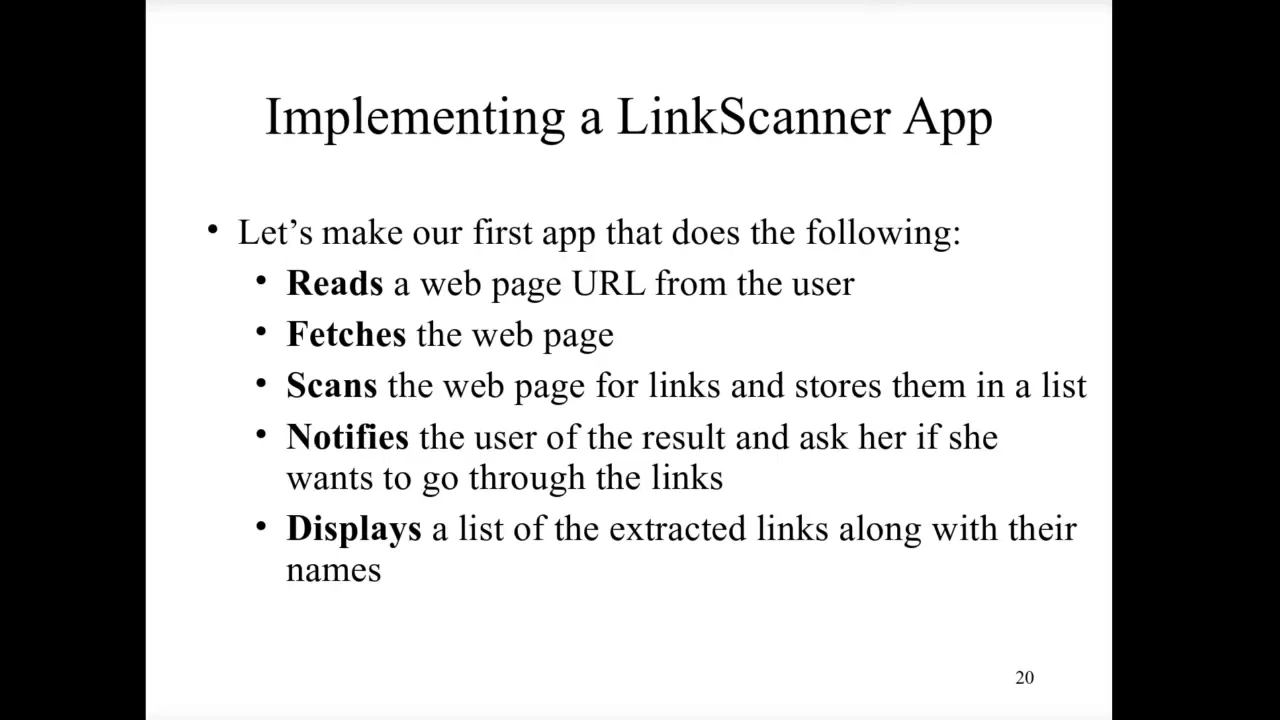 Implementing a LinkScanner App
• Let’s make our first app that does the following:
• Reads a web page URL from the user
• Fetches the web page
• Scans the web page for links and stores them in a list
• Notifies the user of the result and ask her if she
wants to go through the links
• Displays a list of the extracted links along with their
names
20